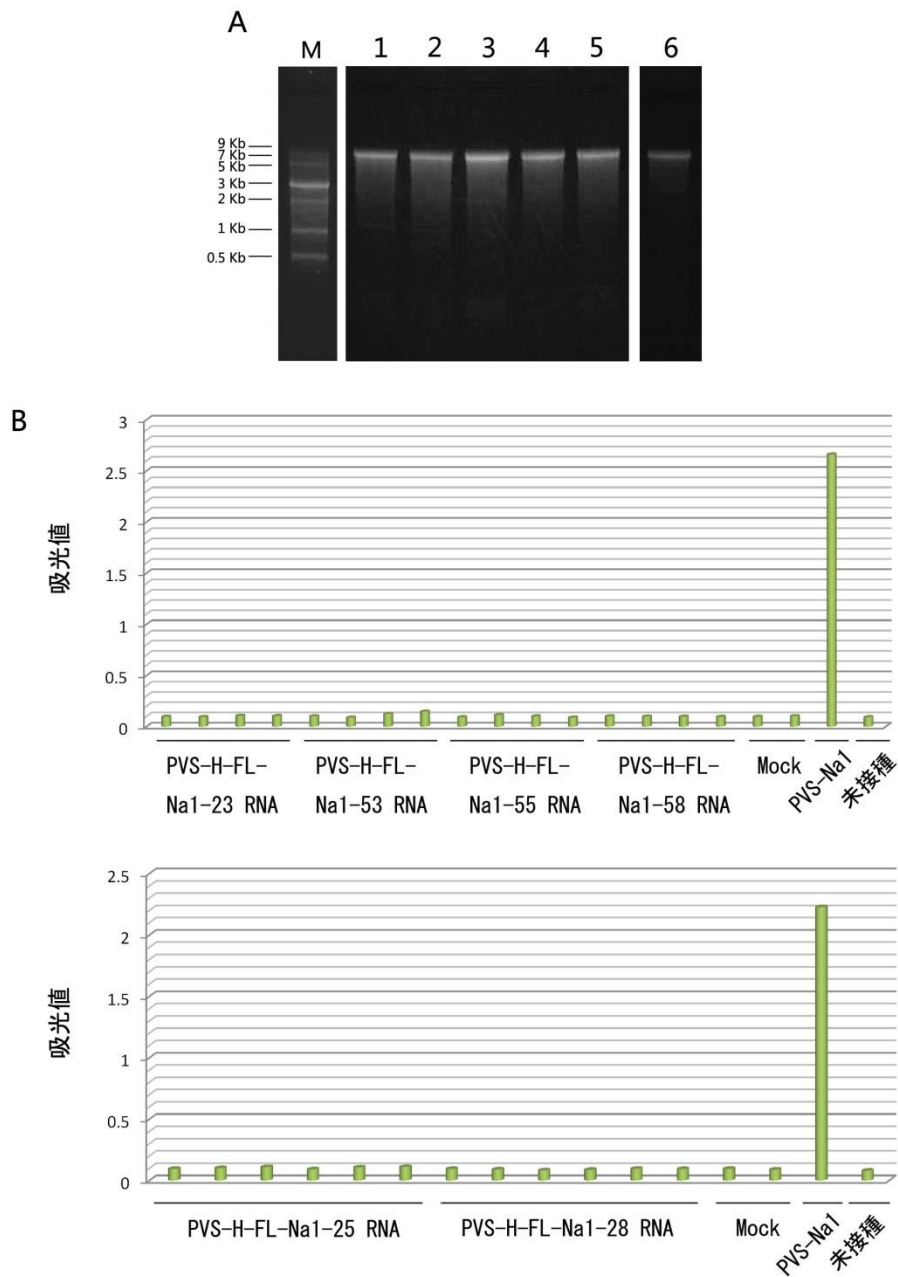 A
M 1 2 3 4 5 6
9 Kb
7 Kb
5 Kb
3 Kb
2 Kb
1 Kb
0.5 Kb
B
吸光値
3
2.5
2
1.5
1
0.5
0
PVS-H-FL-
Na1-23 RNA
PVS-H-FL-
Na1-53 RNA
PVS-H-FL-
Na1-55 RNA
PVS-H-FL-
Na1-58 RNA
Mock
PVS-Na1
未接種
吸光値
2.5
2
1.5
1
0.5
0
PVS-H-FL-Na1-25 RNA
PVS-H-FL-Na1-28 RNA
Mock
PVS-Na1
未接種